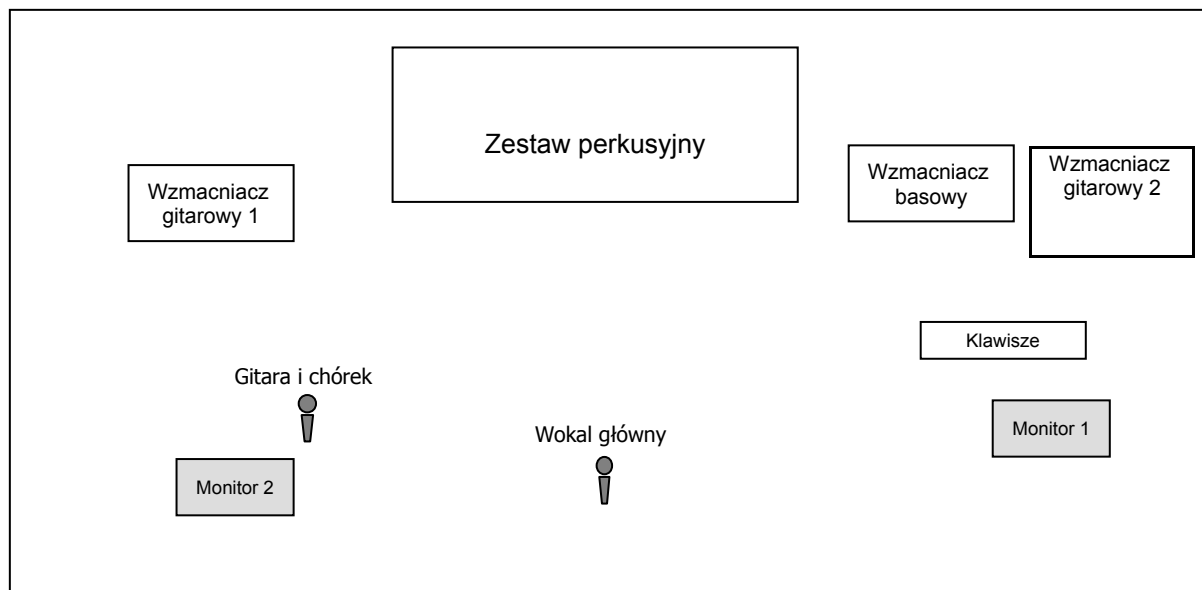 Zestaw perkusyjny
Wzmacniacz
gitarowy 1
Wzmacniacz
basowy
Wzmacniacz
gitarowy 2
Klawisze
Gitara i chórek
Monitor 1
Wokal główny
Monitor 2